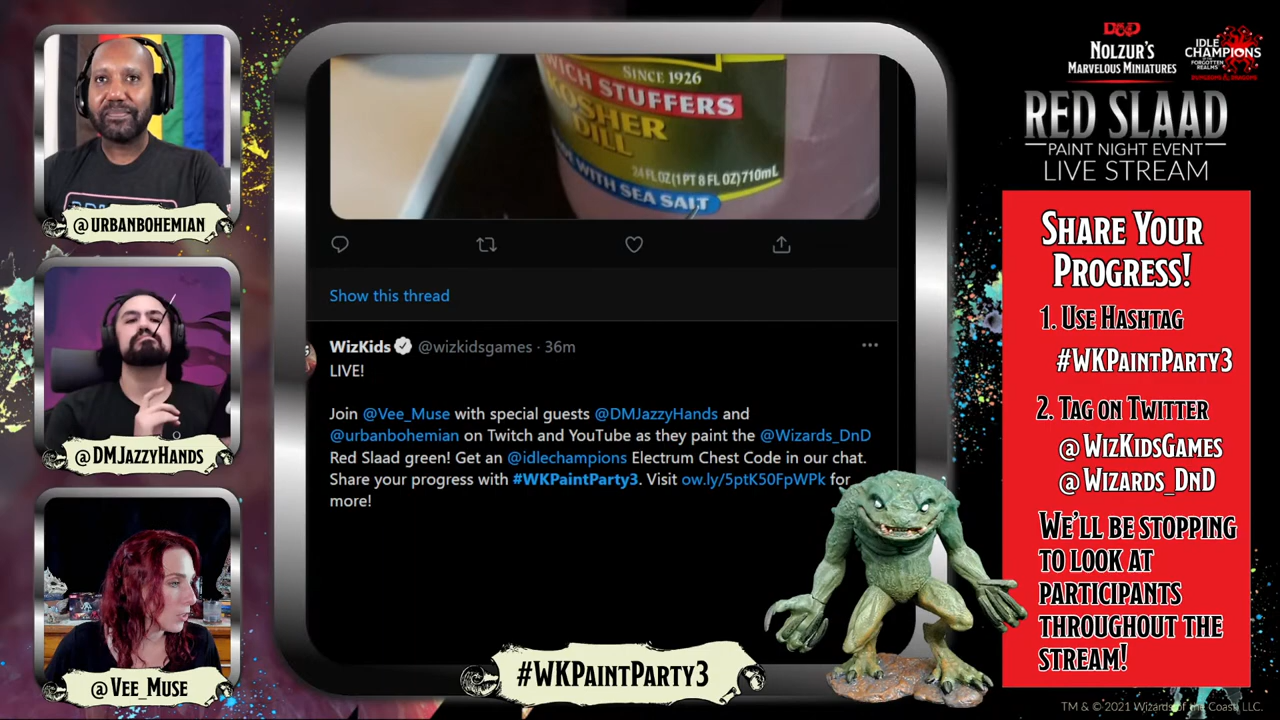 @URBANBOHEMIAN
@DMJAZZYHANDS
@VEE_MUSE
SINCE 1926
WICH STUFFERS
OSHER
DILL
24 FL OZ (1 PT 8 FL OZ) 710mL
WITH SEA SALT
Show this thread
WizKids @wizkidsgames · 36m
LIVE!
Join @Vee_Muse with special guests @DMJazzyHands and
@urbanbohemian on Twitch and YouTube as they paint the @Wizards_DnD
Red Slaad green! Get an @idlechampions Electrum Chest Code in our chat.
Share your progress with #WKPaintParty3. Visit ow.ly/5ptK50FpWPk for
more!
#WKPAINTPARTY3
D&D
NOLZUR'S
MARVELOUS MINIATURES
IDLE
CHAMPIONS
OF THE
FORGOTTEN
REALMS
DUNGEONS & DRAGONS
RED SLAAD
PAINT NIGHT EVENT
LIVE STREAM
SHARE YOUR
PROGRESS!
1. USE HASHTAG
#WKPAINTPARTY3
2. TAG ON TWITTER
@WIZKIDSGAMES
@WIZARDS_DND
WE'LL BE STOPPING
TO LOOK AT
PARTICIPANTS
THROUGHOUT THE
STREAM!
TM & © 2021 Wizards of the Coast LLC.